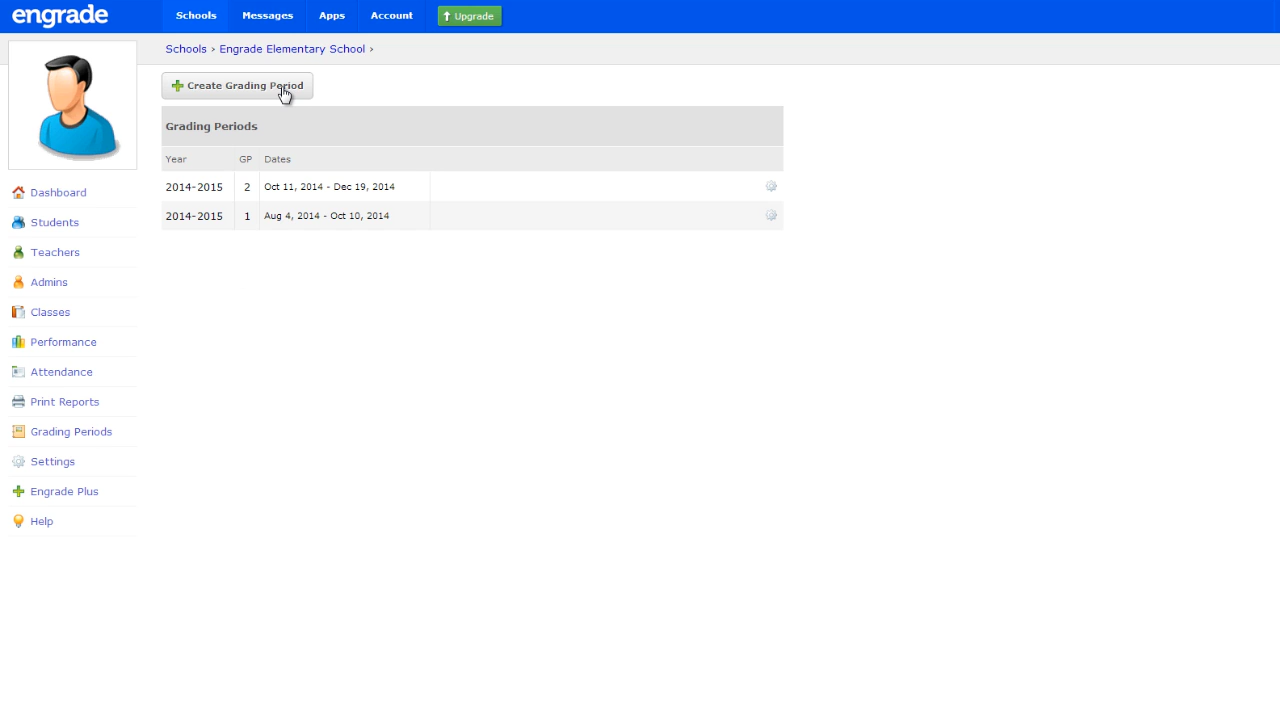 engrade Schools Messages Apps Account Upgrade
Schools › Engrade Elementary School ›
Create Grading Period
Grading Periods
Year GP Dates
2014-2015 2 Oct 11, 2014 - Dec 19, 2014
2014-2015 1 Aug 4, 2014 - Oct 10, 2014
Dashboard
Students
Teachers
Admins
Classes
Performance
Attendance
Print Reports
Grading Periods
Settings
Engrade Plus
Help